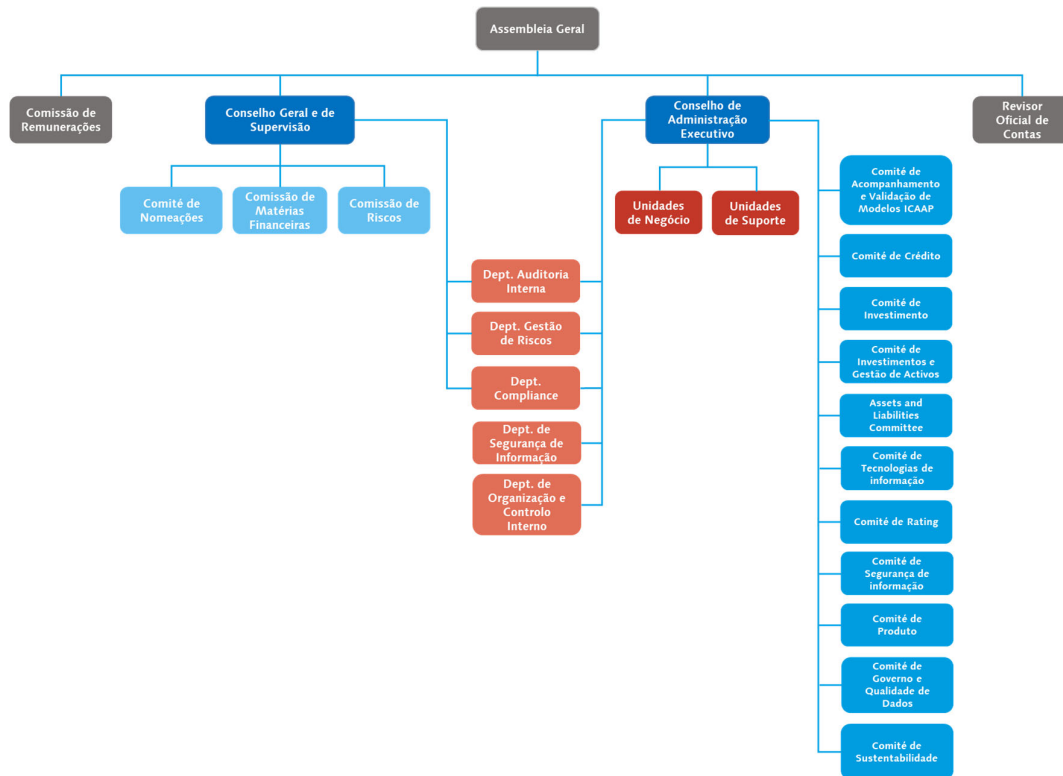 Assembleia Geral
Comissão de
Remunerações
Conselho Geral e de
Supervisão
Conselho de
Administração
Executivo
Revisor
Oficial de
Contas
Comité de
Nomeações
Comissão de
Matérias
Financeiras
Comissão de
Riscos
Unidades
de Negócio
Unidades
de Suporte
Dept. Auditoria
Interna
Dept. Gestão
de Riscos
Dept.
Compliance
Dept. de
Segurança de
Informação
Dept. de
Organização e
Controlo
Interno
Comité de
Acompanhamento
e Validação de
Modelos ICAAP
Comité de Crédito
Comité de
Investimento
Comité de
Investimentos e
Gestão de Activos
Assets and
Liabilities
Committee
Comité de
Tecnologias de
informação
Comité de Rating
Comité de
Segurança de
informação
Comité de
Produto
Comité de
Governo e
Qualidade de
Dados
Comité de
Sustentabilidade